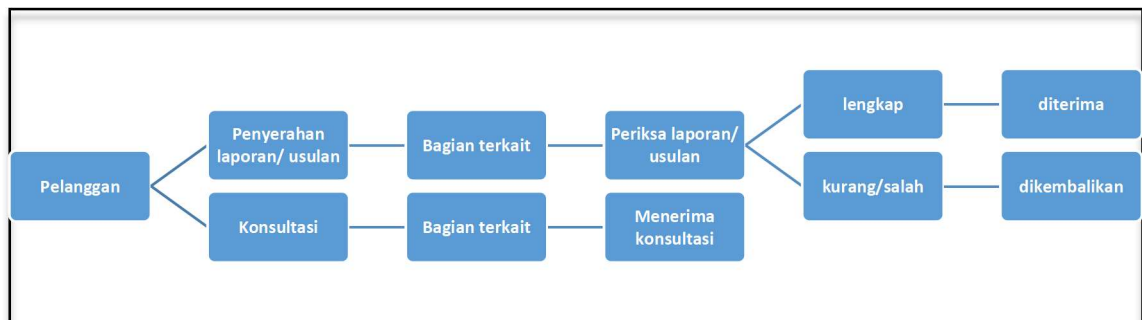 Pelanggan
Penyerahan
laporan/ usulan
Bagian terkait
Periksa laporan/
usulan
lengkap
diterima
kurang/salah
dikembalikan
Konsultasi
Bagian terkait
Menerima
konsultasi